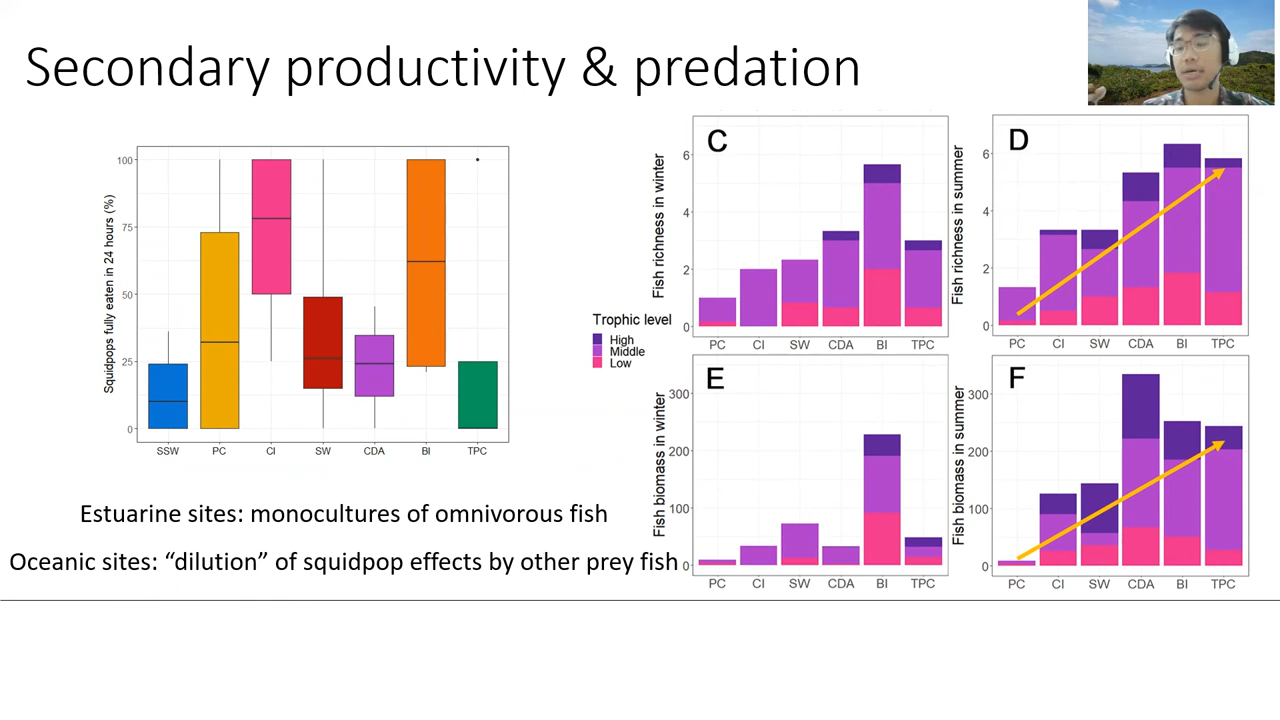 Secondary productivity & predation
Squidpops fully eaten in 24 hours (%)
100
75
50
25
0
SSW PC CI SW CDA BI TPC
Estuarine sites: monocultures of omnivorous fish
Oceanic sites: “dilution” of squidpop effects by other prey fish
Trophic level
High
Middle
Low
C
Fish richness in winter
6
4
2
0
PC CI SW CDA BI TPC
D
Fish richness in summer
6
4
2
0
PC CI SW CDA BI TPC
E
Fish biomass in winter
300
200
100
0
PC CI SW CDA BI TPC
F
Fish biomass in summer
300
200
100
0
PC CI SW CDA BI TPC